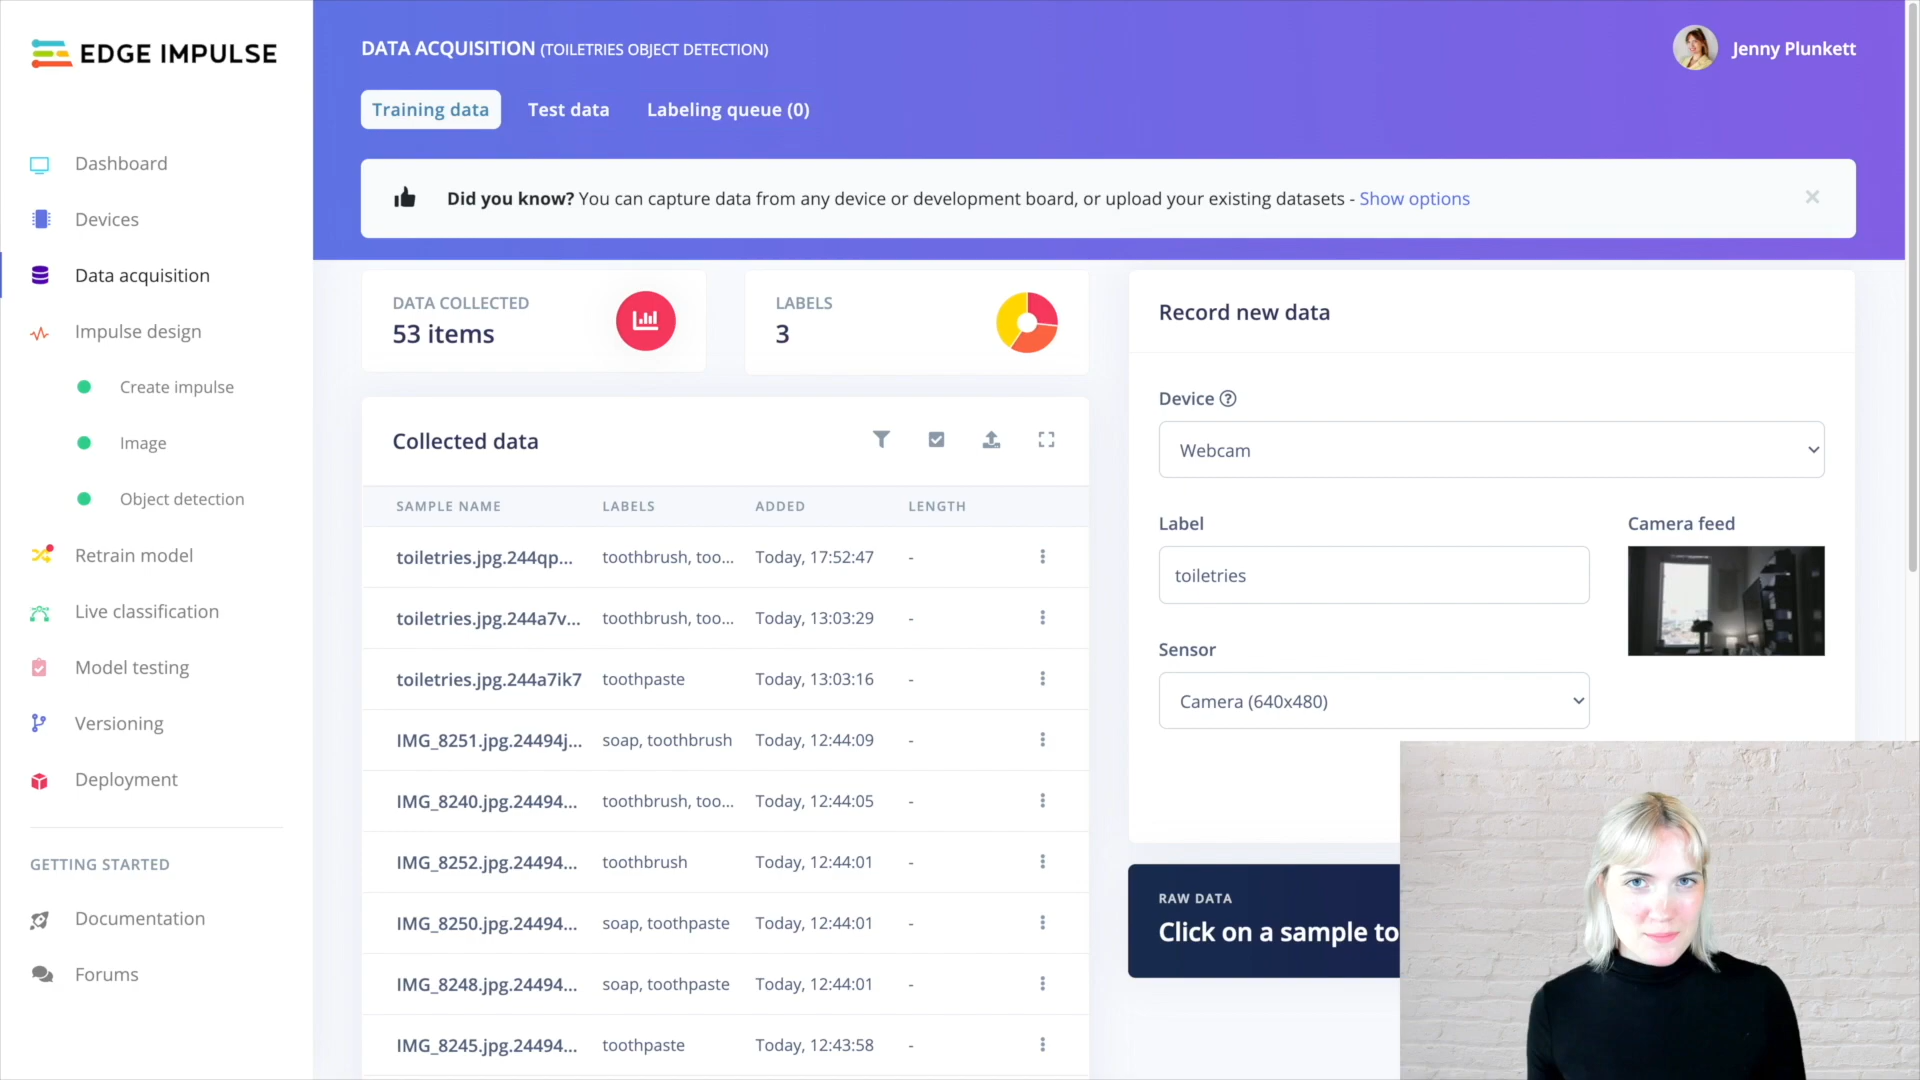 EDGE IMPULSE
DATA ACQUISITION (TOILETRIES OBJECT DETECTION)
Jenny Plunkett
Training data
Test data
Labeling queue (0)
Did you know? You can capture data from any device or development board, or upload your existing datasets - Show options
Dashboard
Devices
Data acquisition
Impulse design
Create impulse
Image
Object detection
Retrain model
Live classification
Model testing
Versioning
Deployment
GETTING STARTED
Documentation
Forums
DATA COLLECTED
53 items
LABELS
3
Collected data
SAMPLE NAME LABELS ADDED LENGTH
toiletries.jpg.244qp... toothbrush, too... Today, 17:52:47 -
toiletries.jpg.244a7v... toothbrush, too... Today, 13:03:29 -
toiletries.jpg.244a7ik7 toothpaste Today, 13:03:16 -
IMG_8251.jpg.24494j... soap, toothbrush Today, 12:44:09 -
IMG_8240.jpg.24494... toothbrush, too... Today, 12:44:05 -
IMG_8252.jpg.24494... toothbrush Today, 12:44:01 -
IMG_8250.jpg.24494... soap, toothpaste Today, 12:44:01 -
IMG_8248.jpg.24494... soap, toothpaste Today, 12:44:01 -
IMG_8245.jpg.24494... toothpaste Today, 12:43:58 -
Record new data
Device
Webcam
Label
toiletries
Camera feed
Sensor
Camera (640x480)
RAW DATA
Click on a sample to